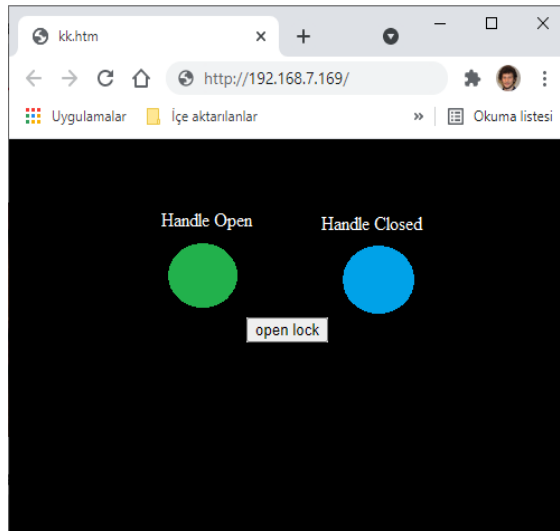 kk.htm
http://192.168.7.169/
Uygulamalar İçe aktarılanlar » Okuma listesi
Handle Open Handle Closed
open lock